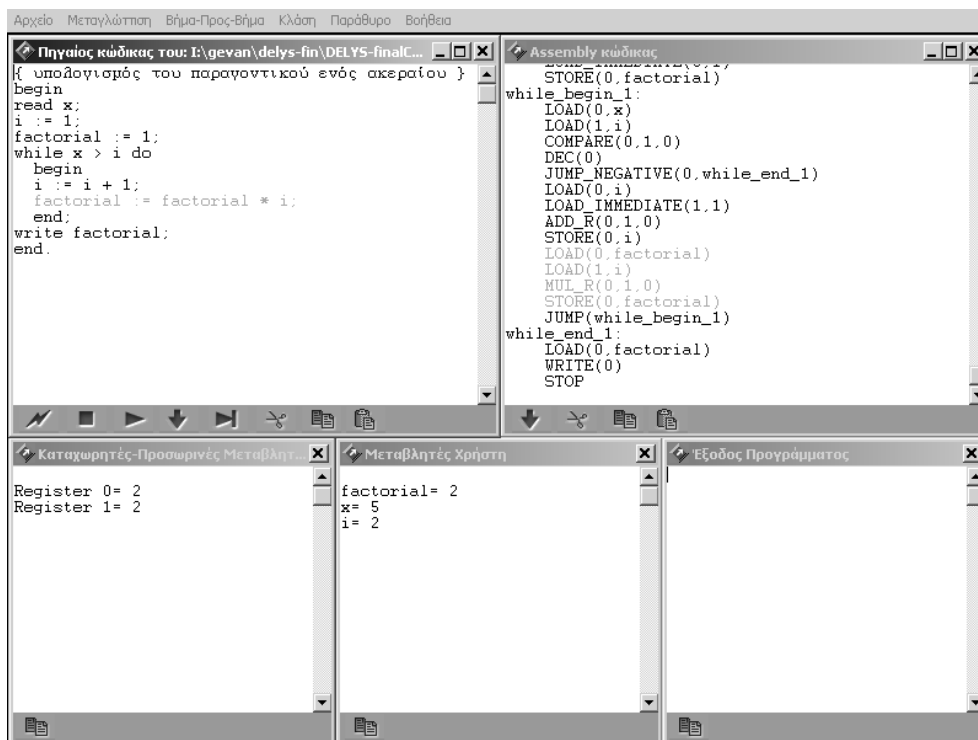 Αρχείο Μεταγλώττιση Βήμα-Προς-Βήμα Κλάση Παράθυρο Βοήθεια
Πηγαίος κώδικας του: I:\gevan\delys-fin\DELYS-finalC...
{ υπολογισμός του παραγοντικού ενός ακεραίου }
begin
read x;
i := 1;
factorial := 1;
while x > i do
begin
i := i + 1;
factorial := factorial * i;
end;
write factorial;
end.
Assembly κώδικας
STORE(0,factorial)
while_begin_1:
LOAD(0,x)
LOAD(1,i)
COMPARE(0,1,0)
DEC(0)
JUMP_NEGATIVE(0,while_end_1)
LOAD(0,i)
LOAD_IMMEDIATE(1,1)
ADD_R(0,1,0)
STORE(0,i)
LOAD(0,factorial)
LOAD(1,i)
MUL_R(0,1,0)
STORE(0,factorial)
JUMP(while_begin_1)
while_end_1:
LOAD(0,factorial)
WRITE(0)
STOP
Καταχωρητές-Προσωρινές Μεταβλητ...
Register 0= 2
Register 1= 2
Μεταβλητές Χρήστη
factorial= 2
x= 5
i= 2
Έξοδος Προγράμματος